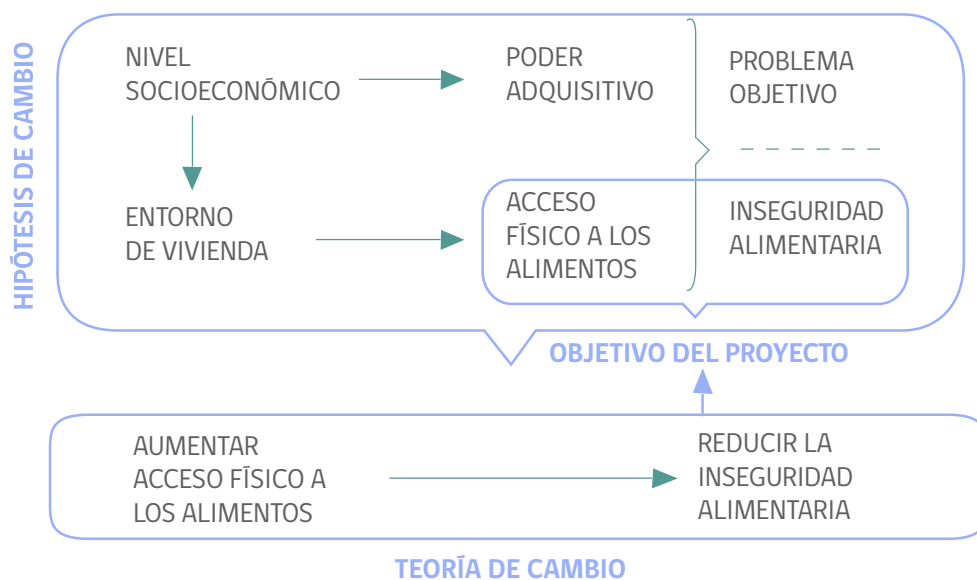 HIPÓTESIS DE CAMBIO
NIVEL
SOCIOECONÓMICO
PODER
ADQUISITIVO
PROBLEMA
OBJETIVO
ENTORNO
DE VIVIENDA
ACCESO
FÍSICO A LOS
ALIMENTOS
INSEGURIDAD
ALIMENTARIA
OBJETIVO DEL PROYECTO
AUMENTAR
ACCESO FÍSICO A
LOS ALIMENTOS
REDUCIR LA
INSEGURIDAD
ALIMENTARIA
TEORÍA DE CAMBIO